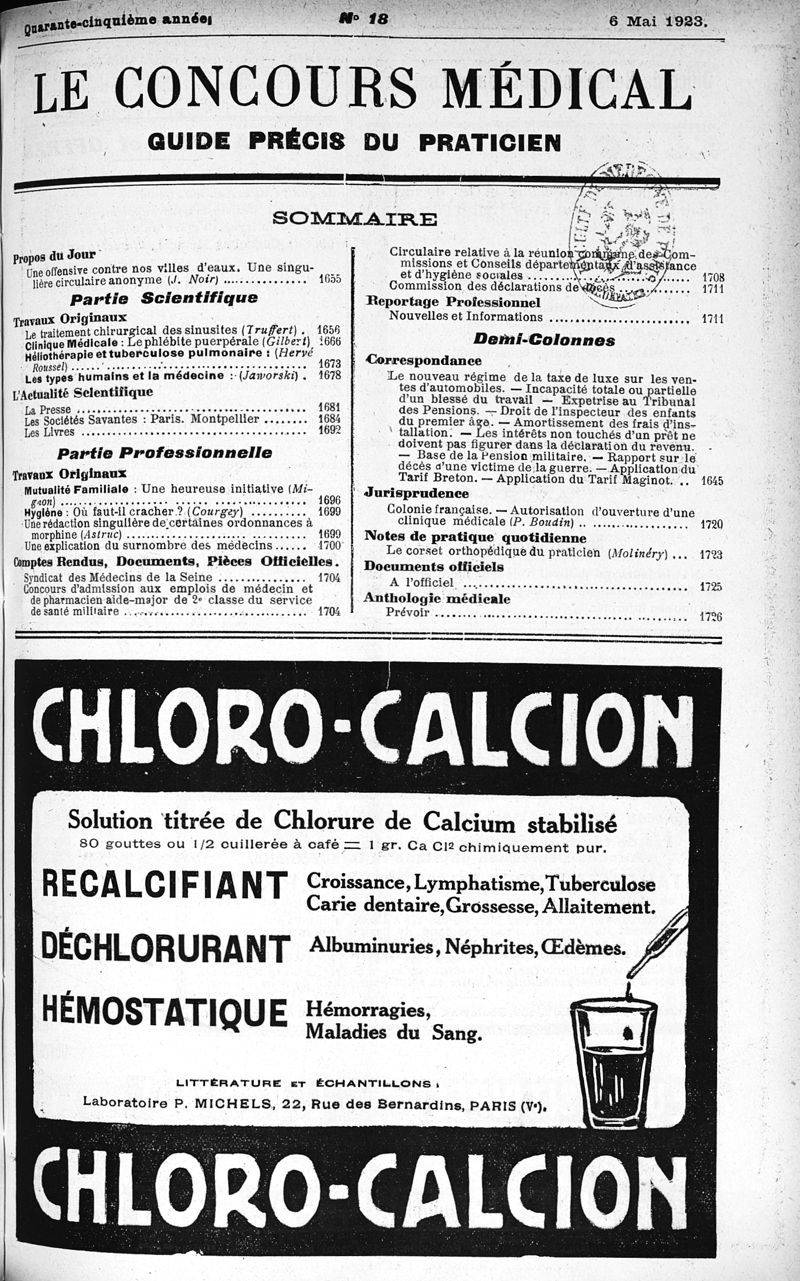 Quarante-cinquième année
No 18
6 Mai 1923.
LE CONCOURS MÉDICAL
GUIDE PRÉCIS DU PRATICIEN
SOMMAIRE
Propos du Jour
Une offensive contre nos villes d'eaux. Une singu-
lière circulaire anonyme (J. Noir) ............... 1655
Partie Scientifique
Travaux Originaux
Le traitement chirurgical des sinusites (Truffert) . 1656
Clinique Médicale : Le phlébite puerpérale (Gilbert) 1666
Héliothérapie et tuberculose pulmonaire : (Hervé
Roussel) ............... 1673
Les types humains et la médecine : (Jaworski) . 1678
L'Actualité Scientifique
La Presse ............... 1681
Les Sociétés Savantes : Paris. Montpellier ........ 1684
Les Livres ............... 1692
Partie Professionnelle
Travaux Originaux
Mutualité Familiale : Une heureuse initiative (Mi-
gnon) ............... 1696
Hygiène : Où faut-il cracher ? (Courgey) .......... 1699
Une rédaction singulière de certaines ordonnances à
morphine (Astruc) ............... 1699
Une explication du surnombre des médecins ...... 1700
Comptes Rendus, Documents, Pièces Officielles.
Syndicat des Médecins de la Seine ............... 1704
Concours d'admission aux emplois de médecin et
de pharmacien aide-major de 2e classe du service
de santé militaire ............... 1704
Circulaire relative à la réunion commune des Com-
missions et Conseils départementaux d'assistance
et d'hygiène sociales ............... 1708
Commission des déclarations de décès ............ 1711
Reportage Professionnel
Nouvelles et Informations ............... 1711
Demi-Colonnes
Correspondance
Le nouveau régime de la taxe de luxe sur les ven-
tes d'automobiles. — Incapacité totale ou partielle
d'un blessé du travail — Expetrise au Tribunal
des Pensions. — Droit de l'inspecteur des enfants
du premier âge. — Amortissement des frais d'ins-
tallation. — Les intérêts non touchés d'un prêt ne
doivent pas figurer dans la déclaration du revenu.
— Base de la Pension militaire. — Rapport sur le
décès d'une victime de la guerre. — Application du
Tarif Breton. — Application du Tarif Maginot. .. 1645
Jurisprudence
Colonie française. — Autorisation d'ouverture d'une
clinique médicale (P. Boudin) .. ............... 1720
Notes de pratique quotidienne
Le corset orthopédique du praticien (Molinéry) ... 1723
Documents officiels
A l'officiel ............... 1725
Anthologie médicale
Prévoir ............... 1726
CHLORO-CALCION
Solution titrée de Chlorure de Calcium stabilisé
80 gouttes ou 1/2 cuillerée à café = 1 gr. Ca Cl2 chimiquement pur.
RECALCIFIANT
Croissance, Lymphatisme, Tuberculose
Carie dentaire, Grossesse, Allaitement.
DÉCHLORURANT
Albuminuries, Néphrites, Œdèmes.
HÉMOSTATIQUE
Hémorragies,
Maladies du Sang.
LITTÉRATURE ET ÉCHANTILLONS :
Laboratoire P. MICHELS, 22, Rue des Bernardins, PARIS (Ve).
CHLORO-CALCION